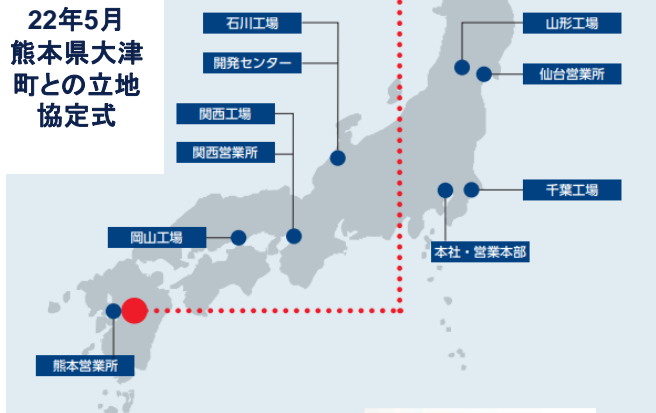 22年5月
熊本県大津
町との立地
協定式
石川工場
開発センター
関西工場
関西営業所
岡山工場
熊本営業所
山形工場
仙台営業所
千葉工場
本社・営業本部